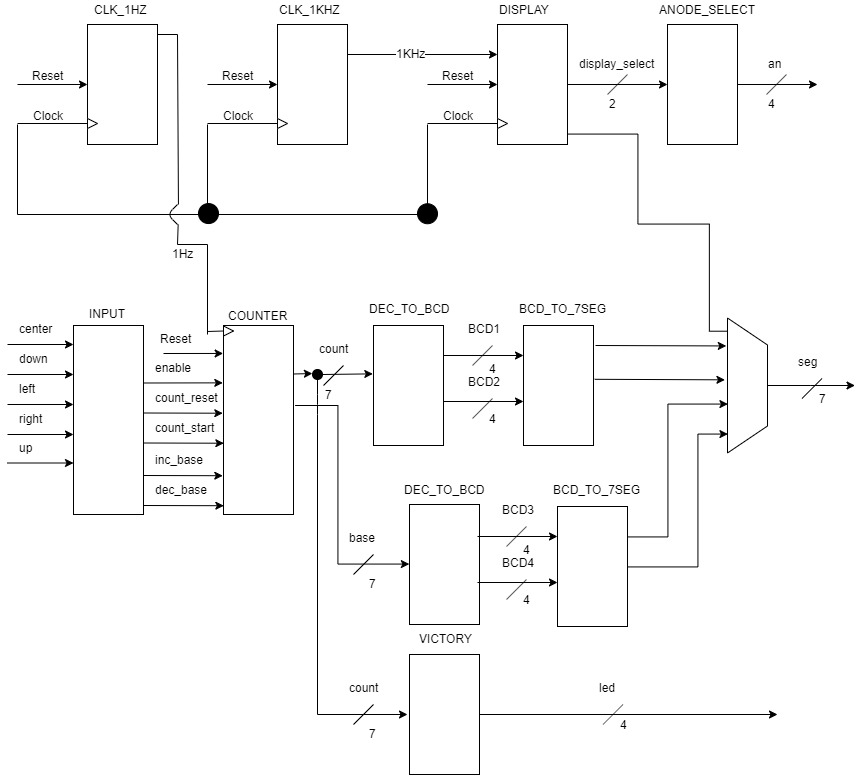 CLK_1HZ
CLK_1KHZ
DISPLAY
ANODE_SELECT
1KHz
display_select
an
Reset
Reset
Reset
2
4
Clock
Clock
Clock
1Hz
INPUT
COUNTER
DEC_TO_BCD
BCD_TO_7SEG
center
down
left
right
up
Reset
enable
count_reset
count_start
inc_base
dec_base
count
7
BCD1
4
BCD2
4
seg
7
DEC_TO_BCD
BCD_TO_7SEG
base
7
BCD3
4
BCD4
4
VICTORY
count
7
led
4